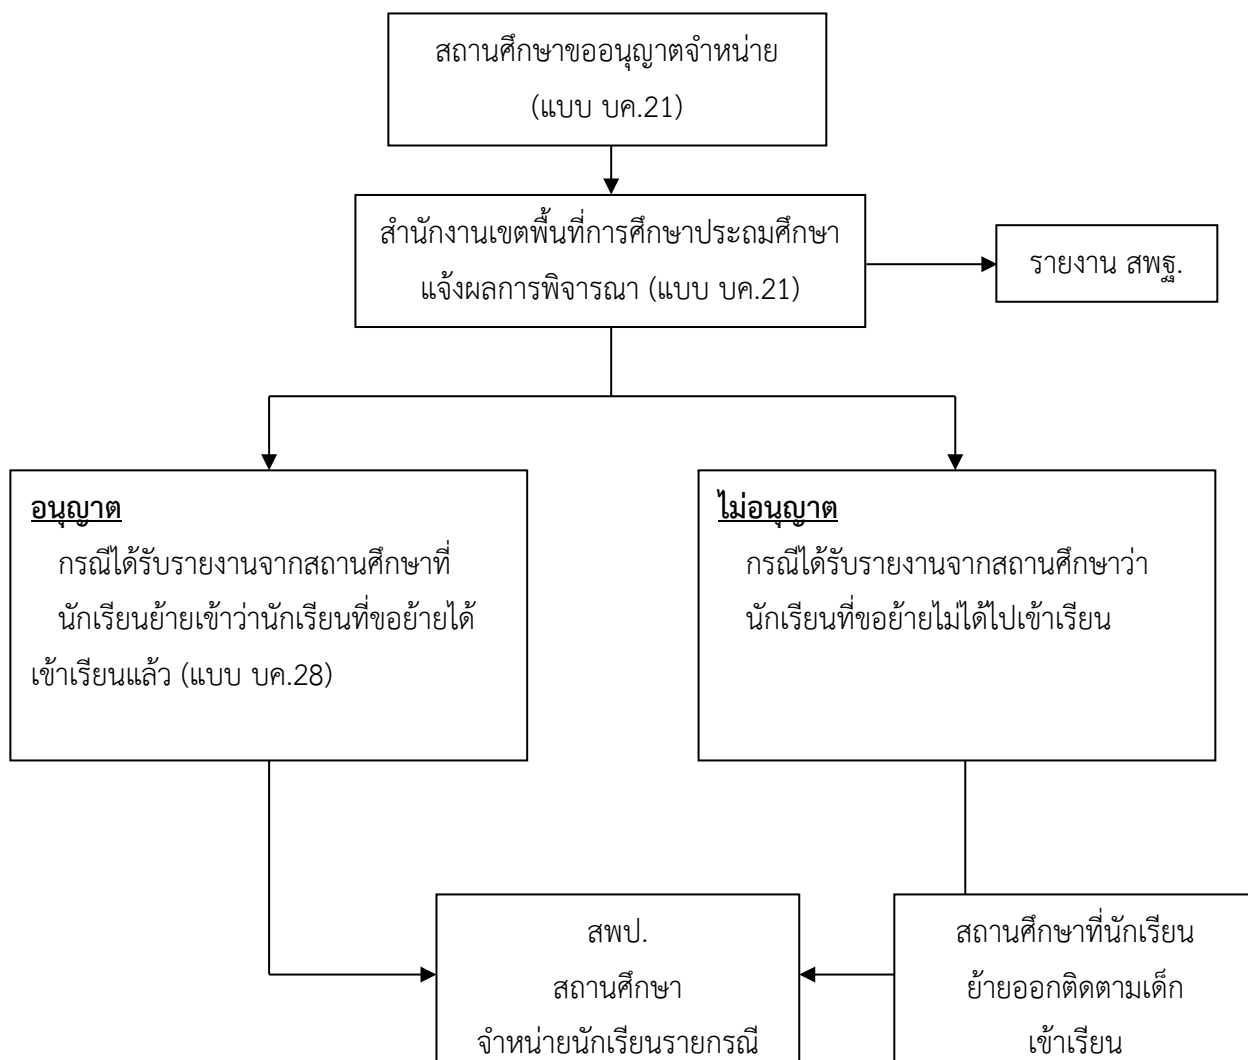 สถานศึกษาขออนุญาตจำหน่าย
(แบบ บค.21)
สำนักงานเขตพื้นที่การศึกษาประถมศึกษา
แจ้งผลการพิจารณา (แบบ บค.21)
รายงาน สพฐ.
อนุญาต
กรณีได้รับรายงานจากสถานศึกษาที่
นักเรียนย้ายเข้าว่านักเรียนที่ขอย้ายได้
เข้าเรียนแล้ว (แบบ บค.28)
ไม่อนุญาต
กรณีได้รับรายงานจากสถานศึกษาว่า
นักเรียนที่ขอย้ายไม่ได้ไปเข้าเรียน
สพป.
สถานศึกษา
จำหน่ายนักเรียนรายกรณี
สถานศึกษาที่นักเรียน
ย้ายออกติดตามเด็ก
เข้าเรียน